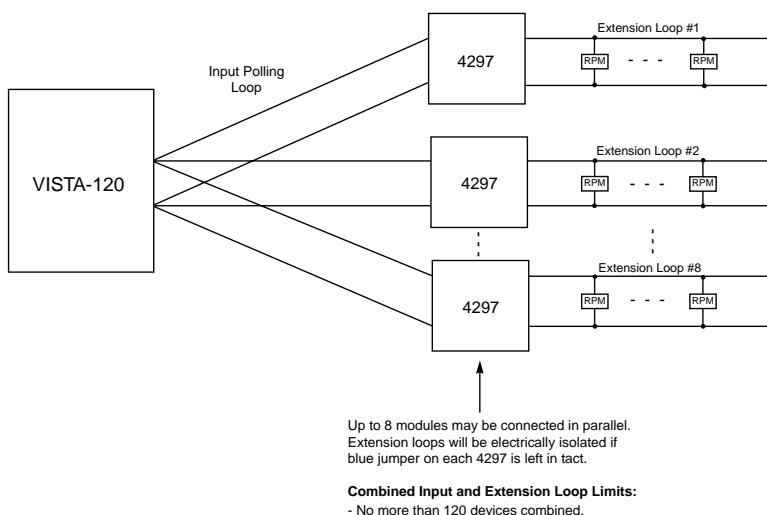 Extension Loop #1
Input Polling
Loop
4297
RPM
- - -
RPM
VISTA-120
Extension Loop #2
4297
RPM
- - -
RPM
Extension Loop #8
4297
RPM
- - -
RPM
Up to 8 modules may be connected in parallel.
Extension loops will be electrically isolated if
blue jumper on each 4297 is left in tact.
Combined Input and Extension Loop Limits:
- No more than 120 devices combined.